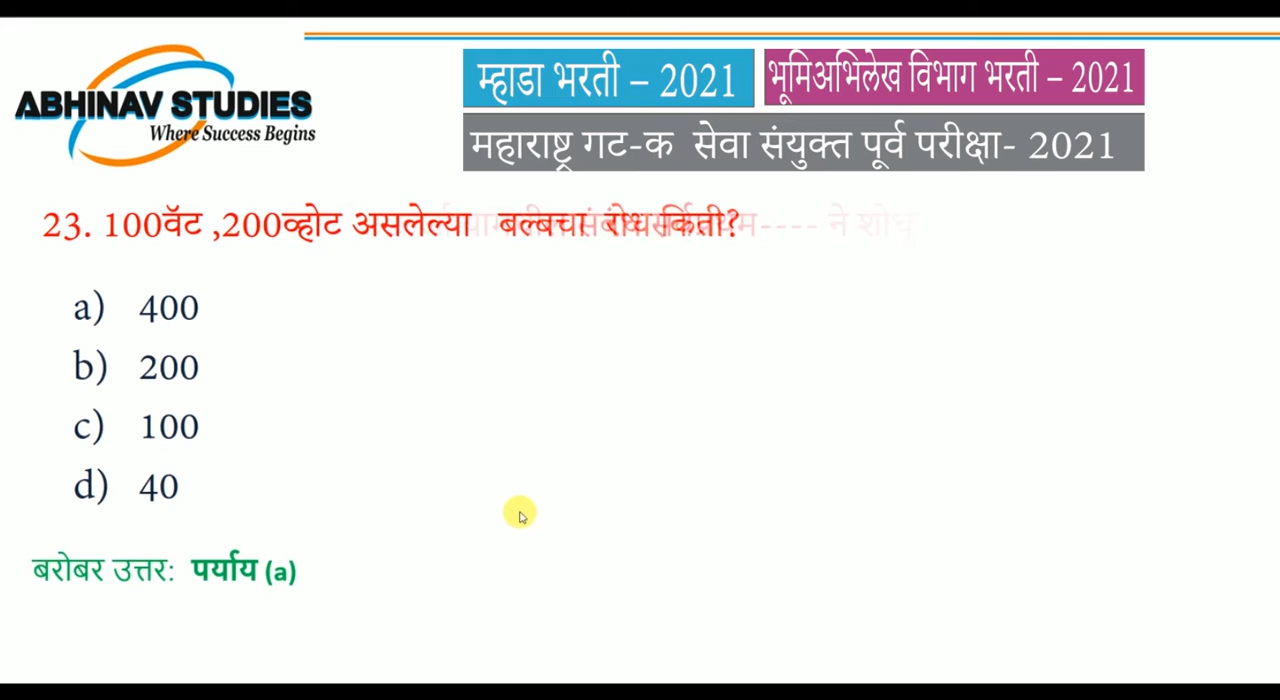 ABHINAV STUDIES
Where Success Begins
म्हाडा भरती – 2021
भूमिअभिलेख विभाग भरती – 2021
महाराष्ट्र गट-क सेवा संयुक्त पूर्व परीक्षा- 2021
23. 100वॅट ,200व्होट असलेल्या बल्बचा रोध किती?
---- ने
a) 400
b) 200
c) 100
d) 40
बरोबर उत्तर: पर्याय (a)